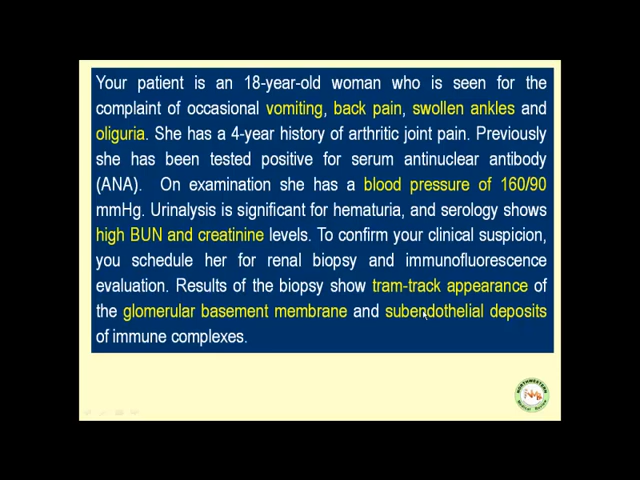 Your patient is an 18-year-old woman who is seen for the
complaint of occasional vomiting, back pain, swollen ankles and
oliguria. She has a 4-year history of arthritic joint pain. Previously
she has been tested positive for serum antinuclear antibody
(ANA). On examination she has a blood pressure of 160/90
mmHg. Urinalysis is significant for hematuria, and serology shows
high BUN and creatinine levels. To confirm your clinical suspicion,
you schedule her for renal biopsy and immunofluorescence
evaluation. Results of the biopsy show tram-track appearance of
the glomerular basement membrane and subendothelial deposits
of immune complexes.
NORTHWESTERN
Medical Review